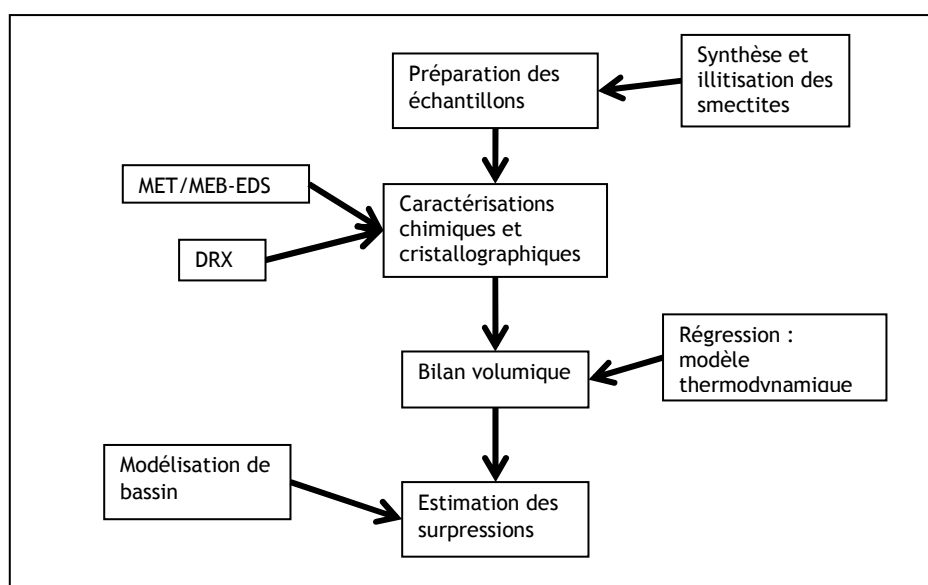 Préparation des
échantillons
Synthèse et
illitisation des
smectites
MET/MEB-EDS
DRX
Caractérisations
chimiques et
cristallographiques
Bilan volumique
Régression :
modèle
thermodynamique
Modélisation de
bassin
Estimation des
surpressions